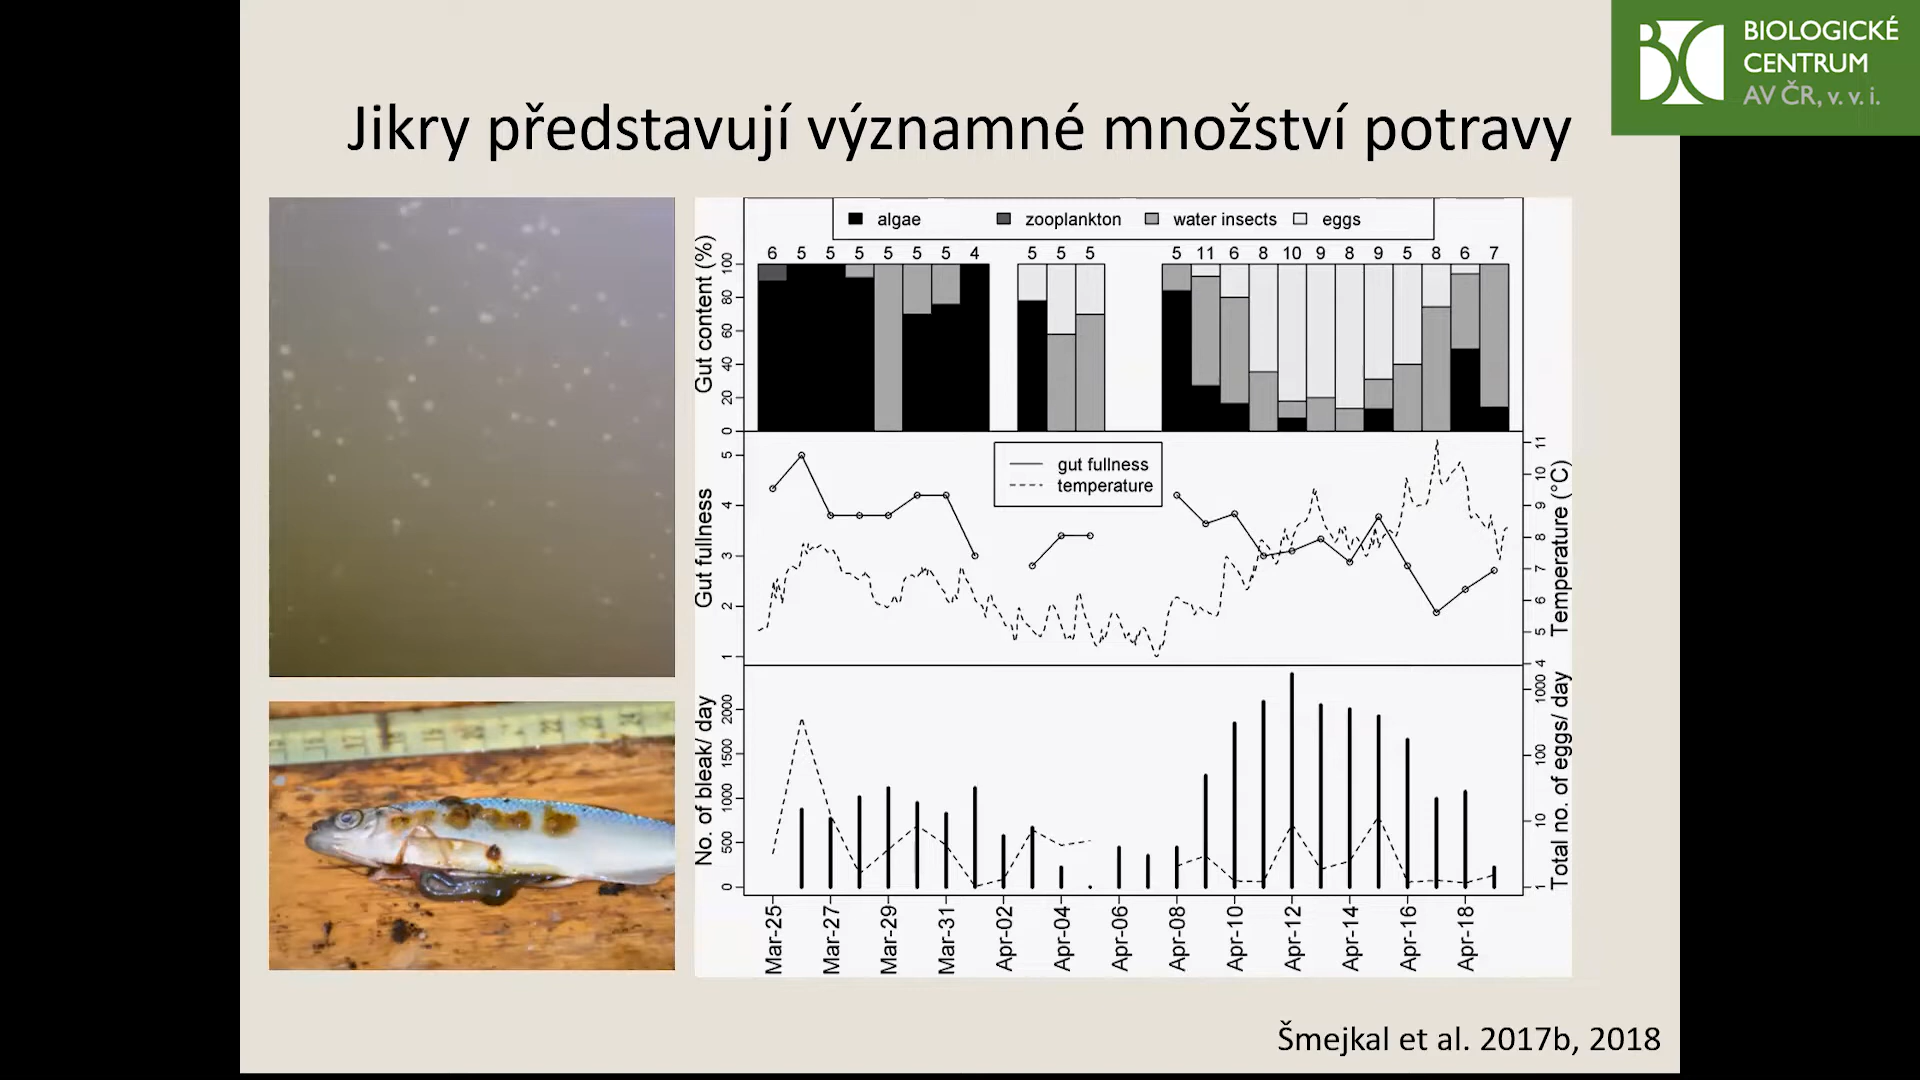 BIOLOGICKÉ
CENTRUM
AV ČR, v. v. i.
Jikry představují významné množství potravy
algae zooplankton water insects eggs
6 5 5 5 5 5 5 4 5 5 5 5 11 6 8 10 9 8 9 5 8 6 7
Gut content (%)
0 20 40 60 80 100
gut fullness
temperature
Gut fullness
1 2 3 4 5
Temperature (°C)
4 5 6 7 8 9 10 11
No. of bleak/ day
0 500 1000 1500 2000
Total no. of eggs/ day
1 10 100 1000
Mar-25 Mar-27 Mar-29 Mar-31 Apr-02 Apr-04 Apr-06 Apr-08 Apr-10 Apr-12 Apr-14 Apr-16 Apr-18
Šmejkal et al. 2017b, 2018